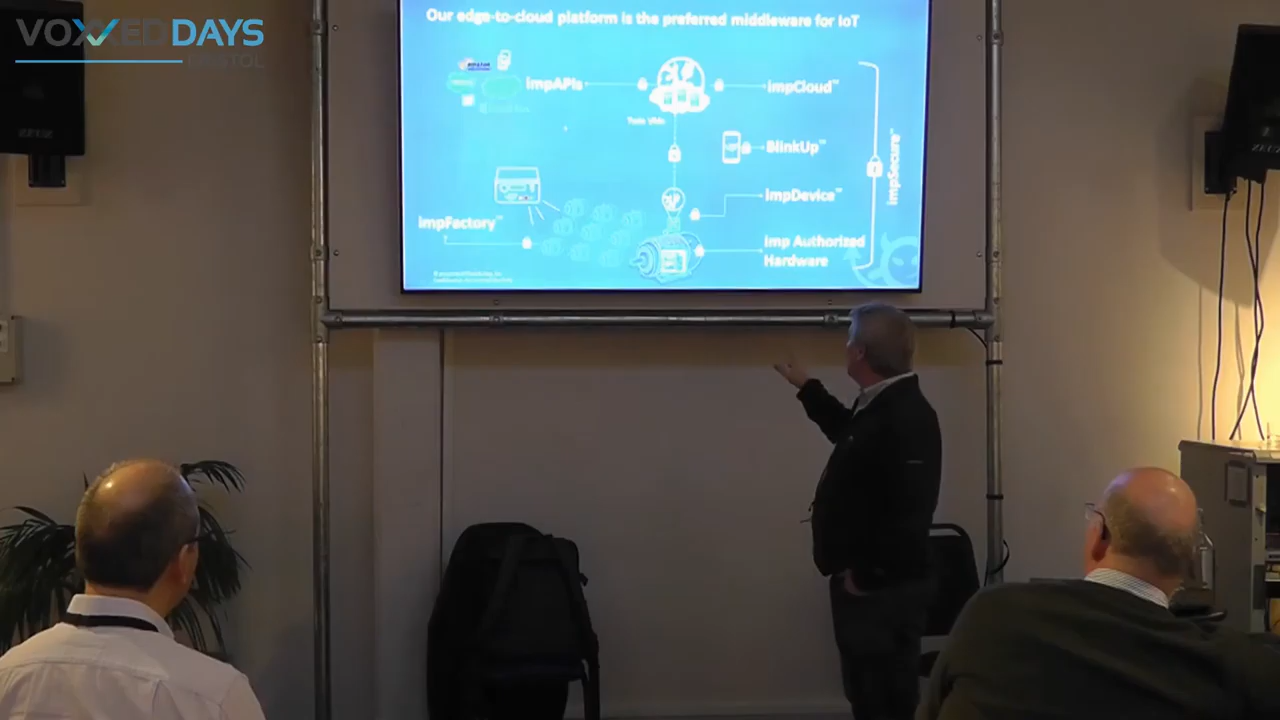 VOXXED DAYS
BRISTOL
Our edge-to-cloud platform is the preferred middleware for IoT
impAPIs
impCloud™
BlinkUp™
impDevice™
impSecure™
impFactory™
imp Authorized
Hardware